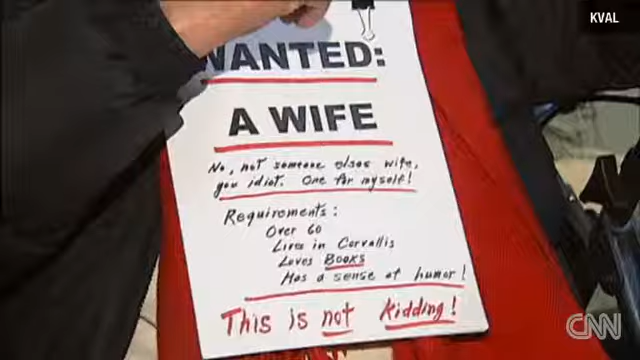 KVAL
WANTED:
A WIFE
No, not someone elses wife,
you idiot. One for myself!
Requirements:
Over 60
Lives in Corvallis
Loves Books
Has a sense of humor!
This is not kidding!
CNN